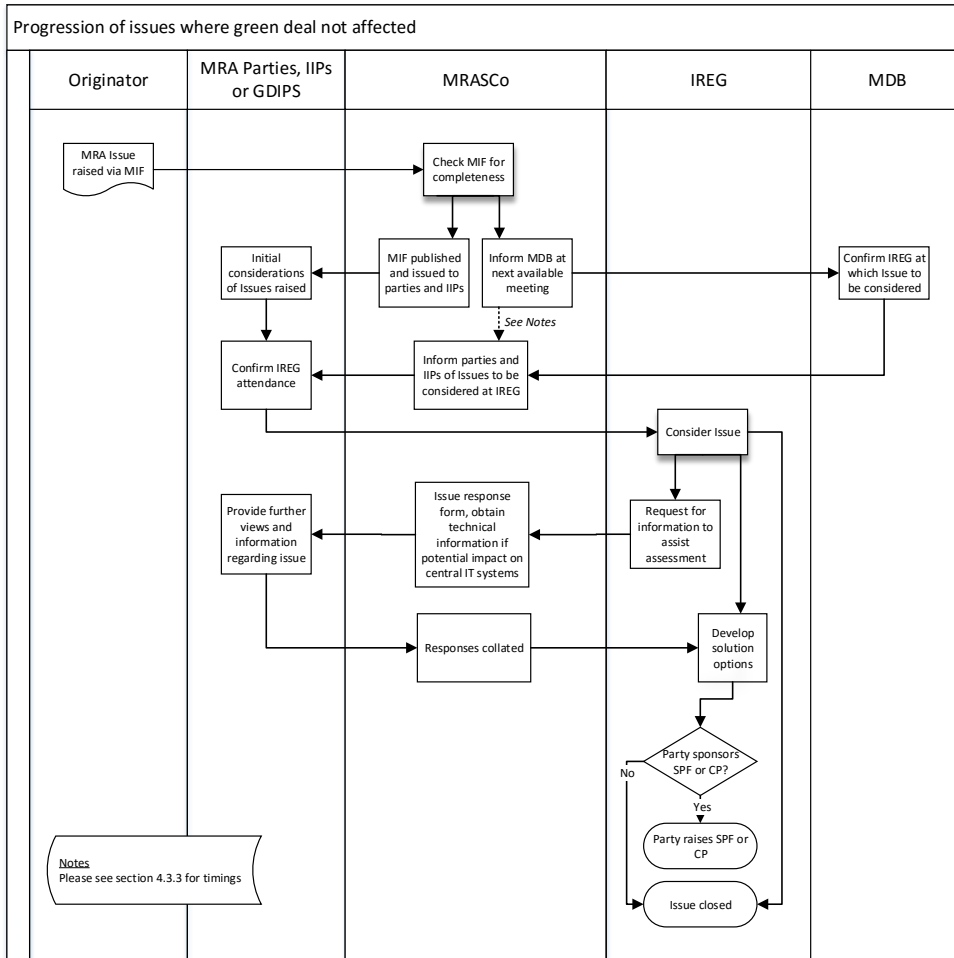 Progression of issues where green deal not affected
Originator
MRA Parties, IIPs
or GDIPS
MRASCo
IREG
MDB
MRA Issue
raised via MIF
Check MIF for
completeness
Initial
considerations
of Issues raised
MIF published
and issued to
parties and IIPs
Inform MDB at
next available
meeting
Confirm IREG at
which Issue to
be considered
See Notes
Confirm IREG
attendance
Inform parties and
IIPs of Issues to be
considered at IREG
Consider Issue
Provide further
views and
information
regarding issue
Issue response
form, obtain
technical
information if
potential impact on
central IT systems
Request for
information to
assist
assessment
Responses collated
Develop
solution
options
Party sponsors
SPF or CP?
No
Yes
Party raises SPF or
CP
Notes
Please see section 4.3.3 for timings
Issue closed